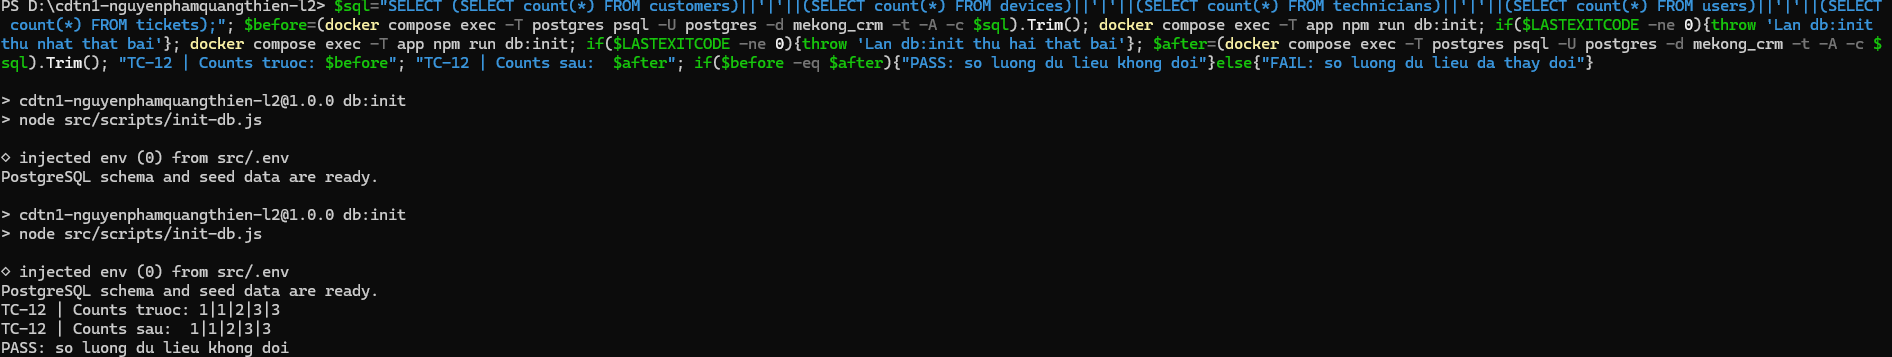 PS D:\cdtn1-nguyenphamquangthien-l2> $sql="SELECT (SELECT count(*) FROM customers)||'|'||(SELECT count(*) FROM devices)||'|'||(SELECT count(*) FROM technicians)||'|'||(SELECT count(*) FROM users)||'|'||(SELECT
count(*) FROM tickets);"; $before=(docker compose exec -T postgres psql -U postgres -d mekong_crm -t -A -c $sql).Trim(); docker compose exec -T app npm run db:init; if($LASTEXITCODE -ne 0){throw 'Lan db:init
thu nhat that bai'}; docker compose exec -T app npm run db:init; if($LASTEXITCODE -ne 0){throw 'Lan db:init thu hai that bai'}; $after=(docker compose exec -T postgres psql -U postgres -d mekong_crm -t -A -c $
sql).Trim(); "TC-12 | Counts truoc: $before"; "TC-12 | Counts sau:  $after"; if($before -eq $after){"PASS: so luong du lieu khong doi"}else{"FAIL: so luong du lieu da thay doi"}
> cdtn1-nguyenphamquangthien-l2@1.0.0 db:init
> node src/scripts/init-db.js
◇ injected env (0) from src/.env
PostgreSQL schema and seed data are ready.
> cdtn1-nguyenphamquangthien-l2@1.0.0 db:init
> node src/scripts/init-db.js
◇ injected env (0) from src/.env
PostgreSQL schema and seed data are ready.
TC-12 | Counts truoc: 1|1|2|3|3
TC-12 | Counts sau:  1|1|2|3|3
PASS: so luong du lieu khong doi